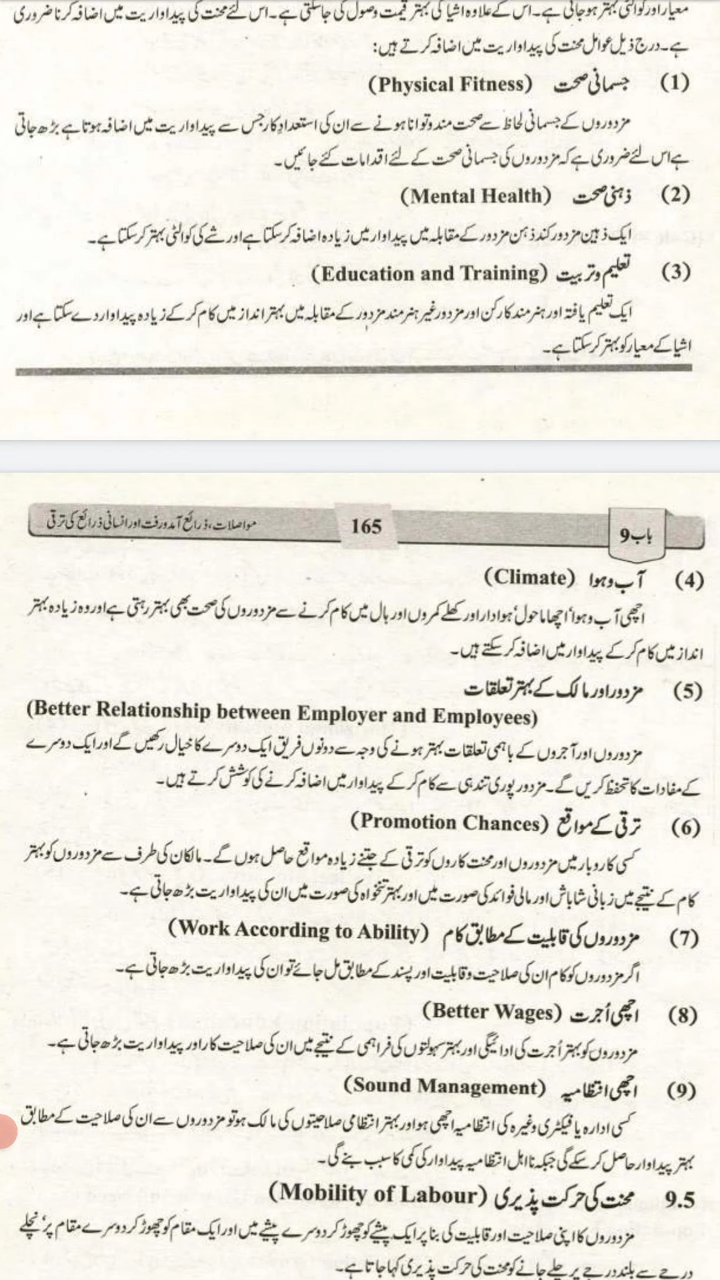 معیار اور کوالٹی بہتر ہو جاتی ہے۔ اس کے علاوہ اشیا کی بہتر قیمت وصول کی جا سکتی ہے۔ اس لئے محنت کی پیداواریت میں اضافہ کرنا ضروری
ہے۔ درج ذیل عوامل محنت کی پیداواریت میں اضافہ کرتے ہیں:
(1) جسمانی صحت (Physical Fitness)
مزدوروں کے جسمانی لحاظ سے صحت مند و توانا ہونے سے ان کی استعداد کار جس سے پیداواریت میں اضافہ ہوتا ہے بڑھ جاتی
ہے اس لئے ضروری ہے کہ مزدوروں کی جسمانی صحت کے لئے اقدامات کئے جائیں۔
(2) ذہنی صحت (Mental Health)
ایک ذہین مزدور کند ذہن مزدور کے مقابلہ میں پیداوار میں زیادہ اضافہ کر سکتا ہے اور شے کی کوالٹی بہتر کر سکتا ہے۔
(3) تعلیم و تربیت (Education and Training)
ایک تعلیم یافتہ اور ہنر مند کارکن اور مزدور غیر ہنر مند مزدور کے مقابلہ میں بہتر انداز میں کام کر کے زیادہ پیداوار دے سکتا ہے اور
اشیا کے معیار کو بہتر کر سکتا ہے۔
باب 9 165 مواصلات، ذرائع آمدورفت اور انسانی ذرائع کی ترقی
(4) آب و ہوا (Climate)
اچھی آب و ہوا، اچھا ماحول، ہوادار اور کھلے کمروں اور ہال میں کام کرنے سے مزدوروں کی صحت بھی بہتر رہتی ہے اور وہ زیادہ بہتر
انداز میں کام کر کے پیداوار میں اضافہ کر سکتے ہیں۔
(5) مزدور اور مالک کے بہتر تعلقات
(Better Relationship between Employer and Employees)
مزدوروں اور آجروں کے باہمی تعلقات بہتر ہونے کی وجہ سے دونوں فریق ایک دوسرے کا خیال رکھیں گے اور ایک دوسرے
کے مفادات کا تحفظ کریں گے۔ مزدور پوری تندہی سے کام کر کے پیداوار میں اضافہ کرنے کی کوشش کرتے ہیں۔
(6) ترقی کے مواقع (Promotion Chances)
کسی کاروبار میں مزدوروں اور محنت کاروں کو ترقی کے جتنے زیادہ مواقع حاصل ہوں گے۔ مالکان کی طرف سے مزدوروں کو بہتر
کام کے نتیجے میں زبانی شاباش اور مالی فوائد کی صورت میں اور بہتر تنخواہ کی صورت میں ان کی پیداواریت بڑھ جاتی ہے۔
(7) مزدوروں کی قابلیت کے مطابق کام (Work According to Ability)
اگر مزدوروں کو کام ان کی صلاحیت و قابلیت اور پسند کے مطابق مل جائے تو ان کی پیداواریت بڑھ جاتی ہے۔
(8) اچھی اُجرت (Better Wages)
مزدوروں کو بہتر اُجرت کی ادائیگی اور بہتر سہولتوں کی فراہمی کے نتیجے میں ان کی صلاحیت کار اور پیداواریت بڑھ جاتی ہے۔
(9) اچھی انتظامیہ (Sound Management)
کسی ادارہ یا فیکٹری وغیرہ کی انتظامیہ اچھی ہو اور بہتر انتظامی صلاحیتوں کی مالک ہو تو مزدوروں سے ان کی صلاحیت کے مطابق
بہتر پیداوار حاصل کر سکے گی جبکہ نااہل انتظامیہ پیداوار کی کمی کا سبب بنے گی۔
9.5 محنت کی حرکت پذیری (Mobility of Labour)
مزدوروں کا اپنی صلاحیت اور قابلیت کی بنا پر ایک پیشے کو چھوڑ کر دوسرے پیشے میں اور ایک مقام کو چھوڑ کر دوسرے مقام پر، نچلے
درجے سے بلند درجے پر چلے جانے کو محنت کی حرکت پذیری کہا جاتا ہے۔